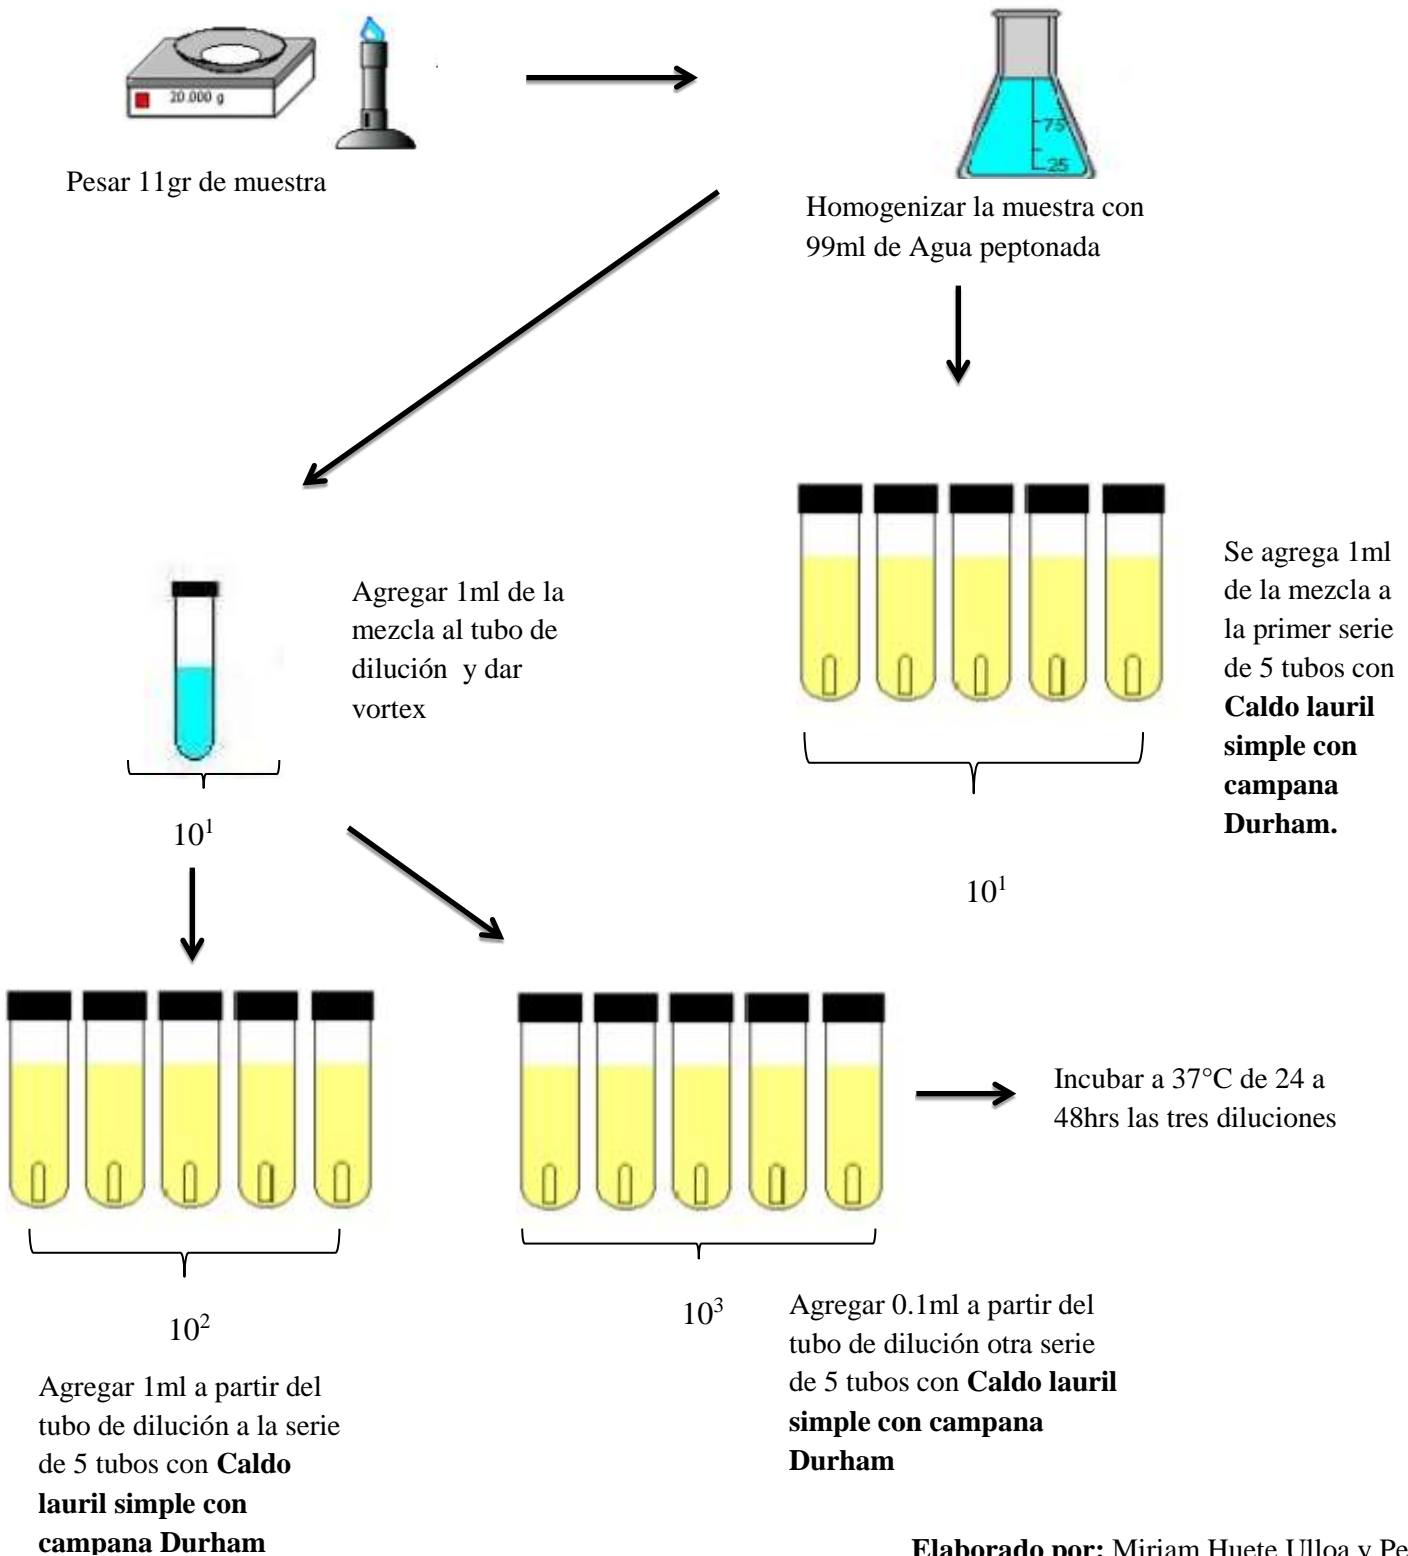 20.000 g
Pesar 11gr de muestra
75
25
Homogenizar la muestra con
99ml de Agua peptonada
Agregar 1ml de la
mezcla al tubo de
dilución y dar
vortex
10¹
Se agrega 1ml
de la mezcla a
la primer serie
de 5 tubos con
Caldo lauril
simple con
campana
Durham.
10¹
Incubar a 37°C de 24 a
48hrs las tres diluciones
10²
Agregar 1ml a partir del
tubo de dilución a la serie
de 5 tubos con Caldo
lauril simple con
campana Durham
10³
Agregar 0.1ml a partir del
tubo de dilución otra serie
de 5 tubos con Caldo lauril
simple con campana
Durham
Elaborado por: Miriam Huete Ulloa y Pe